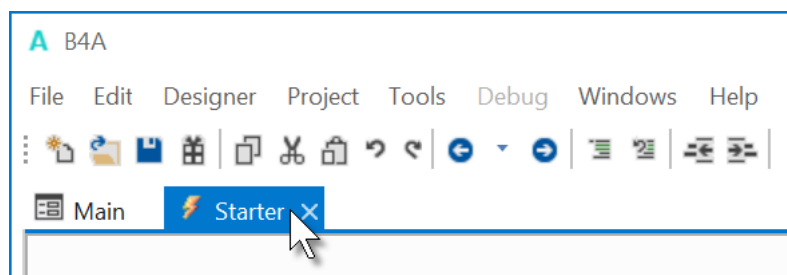 B4A
File Edit Designer Project Tools Debug Windows Help
Main Starter